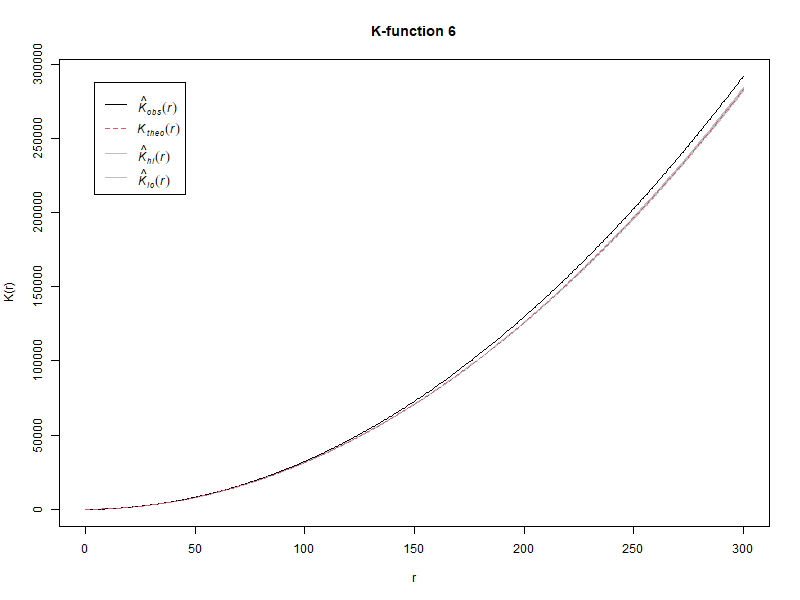 K-function 6
K̂obs(r)
Ktheo(r)
K̂hi(r)
K̂lo(r)
K(r)
300000
250000
200000
150000
100000
50000
0
0 50 100 150 200 250 300
r